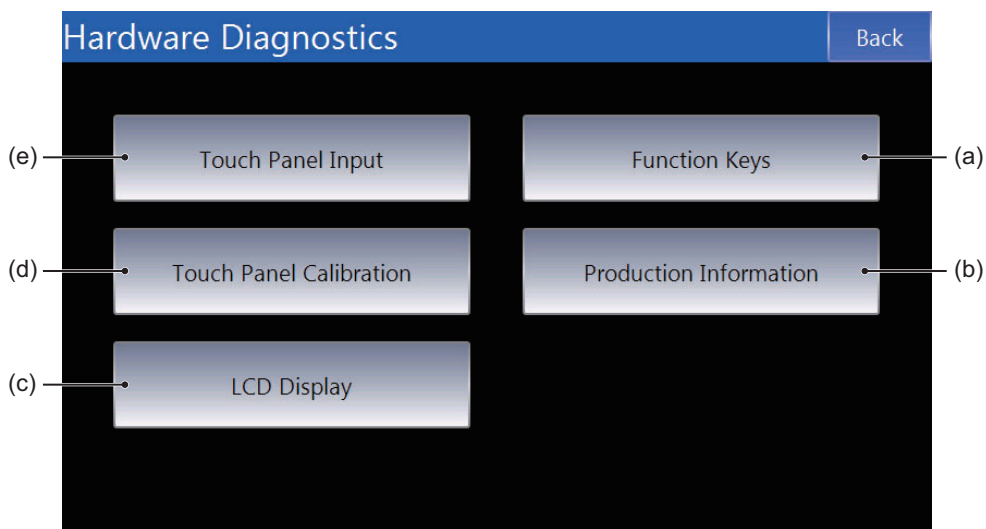 Hardware Diagnostics Back
(e) Touch Panel Input Function Keys (a)
(d) Touch Panel Calibration Production Information (b)
(c) LCD Display